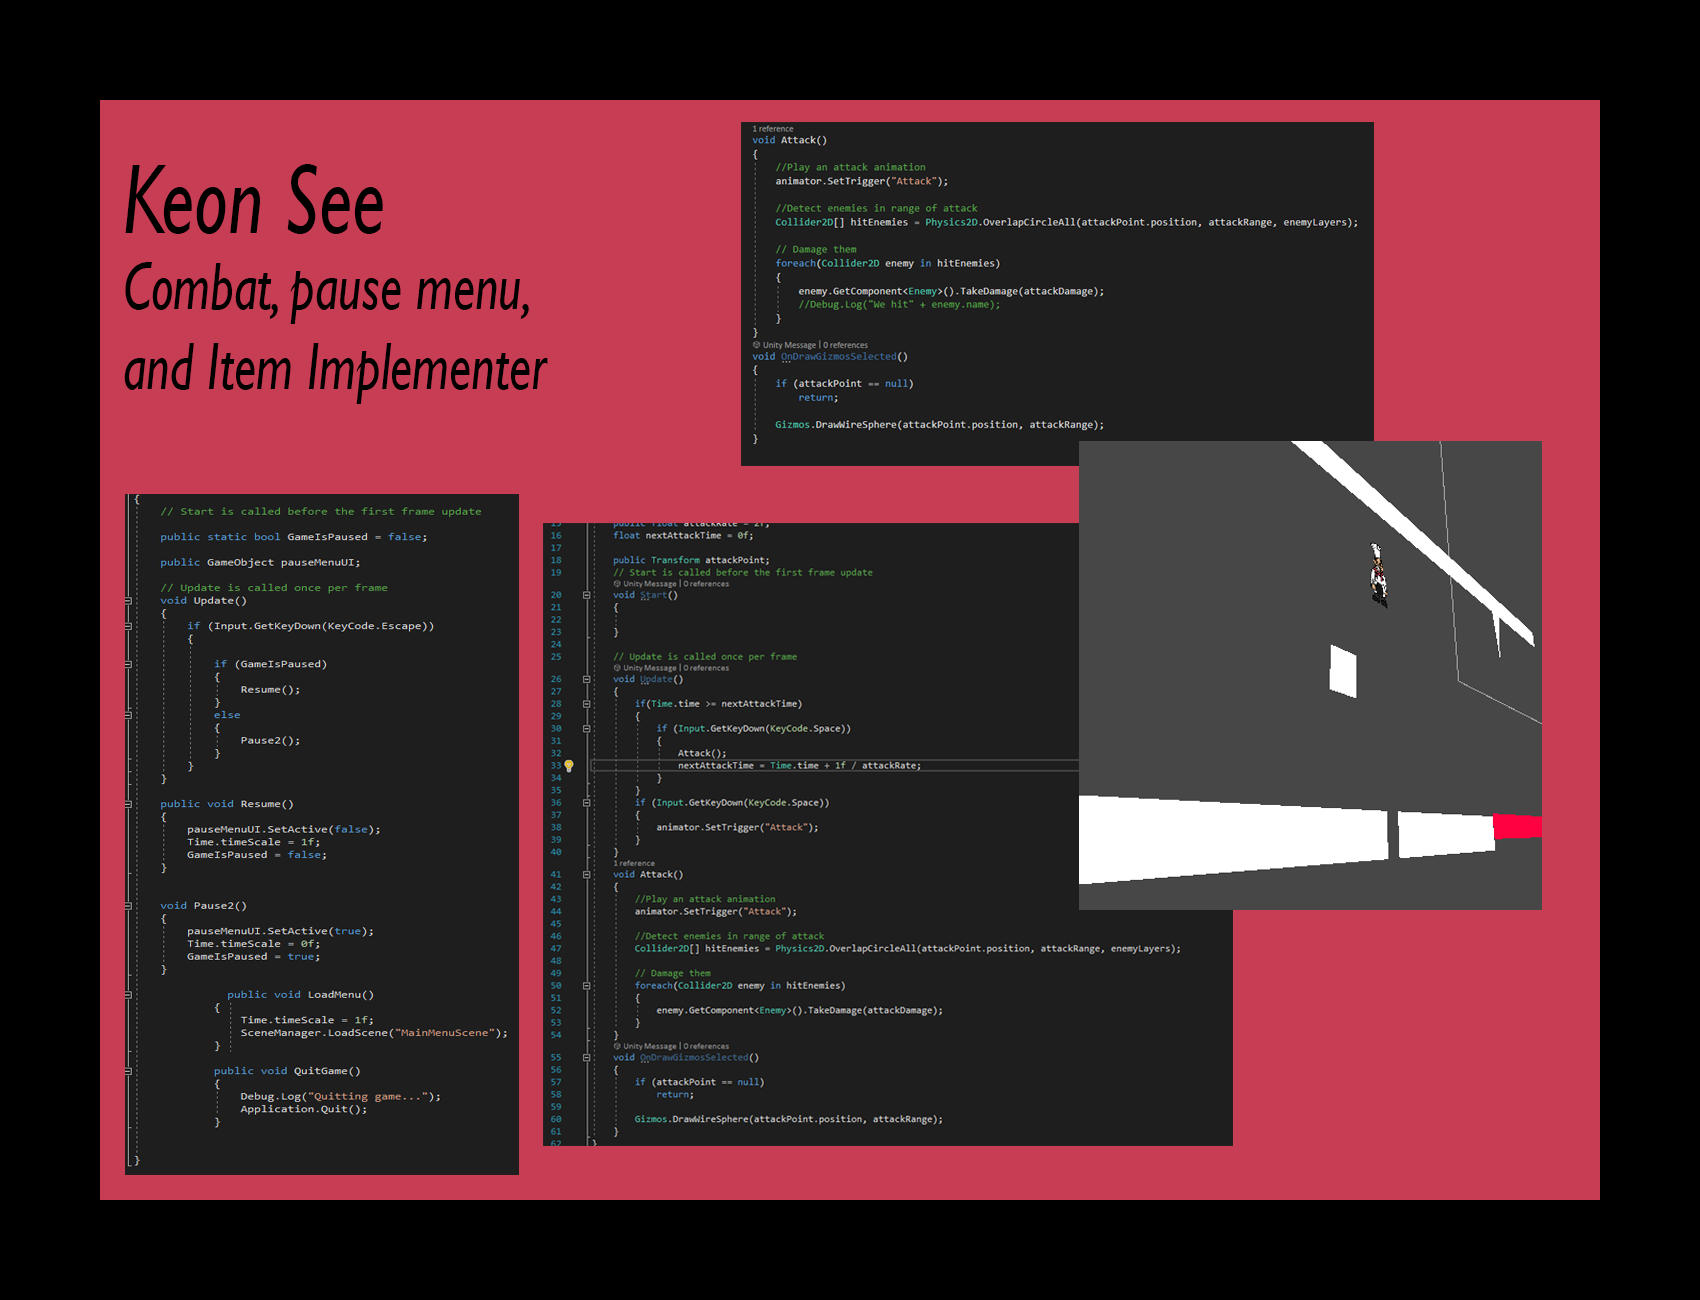 Keon See
Combat, pause menu,
and Item Implementer
1 reference
void Attack()
{
//Play an attack animation
animator.SetTrigger("Attack");
//Detect enemies in range of attack
Collider2D[] hitEnemies = Physics2D.OverlapCircleAll(attackPoint.position, attackRange, enemyLayers);
// Damage them
foreach(Collider2D enemy in hitEnemies)
{
enemy.GetComponent<Enemy>().TakeDamage(attackDamage);
//Debug.Log("We hit" + enemy.name);
}
}
Unity Message | 0 references
void OnDrawGizmosSelected()
{
if (attackPoint == null)
return;
Gizmos.DrawWireSphere(attackPoint.position, attackRange);
}
{
// Start is called before the first frame update
public static bool GameIsPaused = false;
public GameObject pauseMenuUI;
// Update is called once per frame
void Update()
{
if (Input.GetKeyDown(KeyCode.Escape))
{
if (GameIsPaused)
{
Resume();
}
else
{
Pause2();
}
}
}
public void Resume()
{
pauseMenuUI.SetActive(false);
Time.timeScale = 1f;
GameIsPaused = false;
}
void Pause2()
{
pauseMenuUI.SetActive(true);
Time.timeScale = 0f;
GameIsPaused = true;
}
public void LoadMenu()
{
Time.timeScale = 1f;
SceneManager.LoadScene("MainMenuScene");
}
public void QuitGame()
{
Debug.Log("Quitting game...");
Application.Quit();
}
}
15 public float attackRate = 2f;
16 float nextAttackTime = 0f;
17
18 public Transform attackPoint;
19 // Start is called before the first frame update
Unity Message | 0 references
20 void Start()
21 {
22
23 }
24
25 // Update is called once per frame
Unity Message | 0 references
26 void Update()
27 {
28 if(Time.time >= nextAttackTime)
29 {
30 if (Input.GetKeyDown(KeyCode.Space))
31 {
32 Attack();
33 nextAttackTime = Time.time + 1f / attackRate;
34 }
35 }
36 if (Input.GetKeyDown(KeyCode.Space))
37 {
38 animator.SetTrigger("Attack");
39 }
40 }
1 reference
41 void Attack()
42 {
43 //Play an attack animation
44 animator.SetTrigger("Attack");
45
46 //Detect enemies in range of attack
47 Collider2D[] hitEnemies = Physics2D.OverlapCircleAll(attackPoint.position, attackRange, enemyLayers);
48
49 // Damage them
50 foreach(Collider2D enemy in hitEnemies)
51 {
52 enemy.GetComponent<Enemy>().TakeDamage(attackDamage);
53 }
54 }
Unity Message | 0 references
55 void OnDrawGizmosSelected()
56 {
57 if (attackPoint == null)
58 return;
59
60 Gizmos.DrawWireSphere(attackPoint.position, attackRange);
61 }
62 }